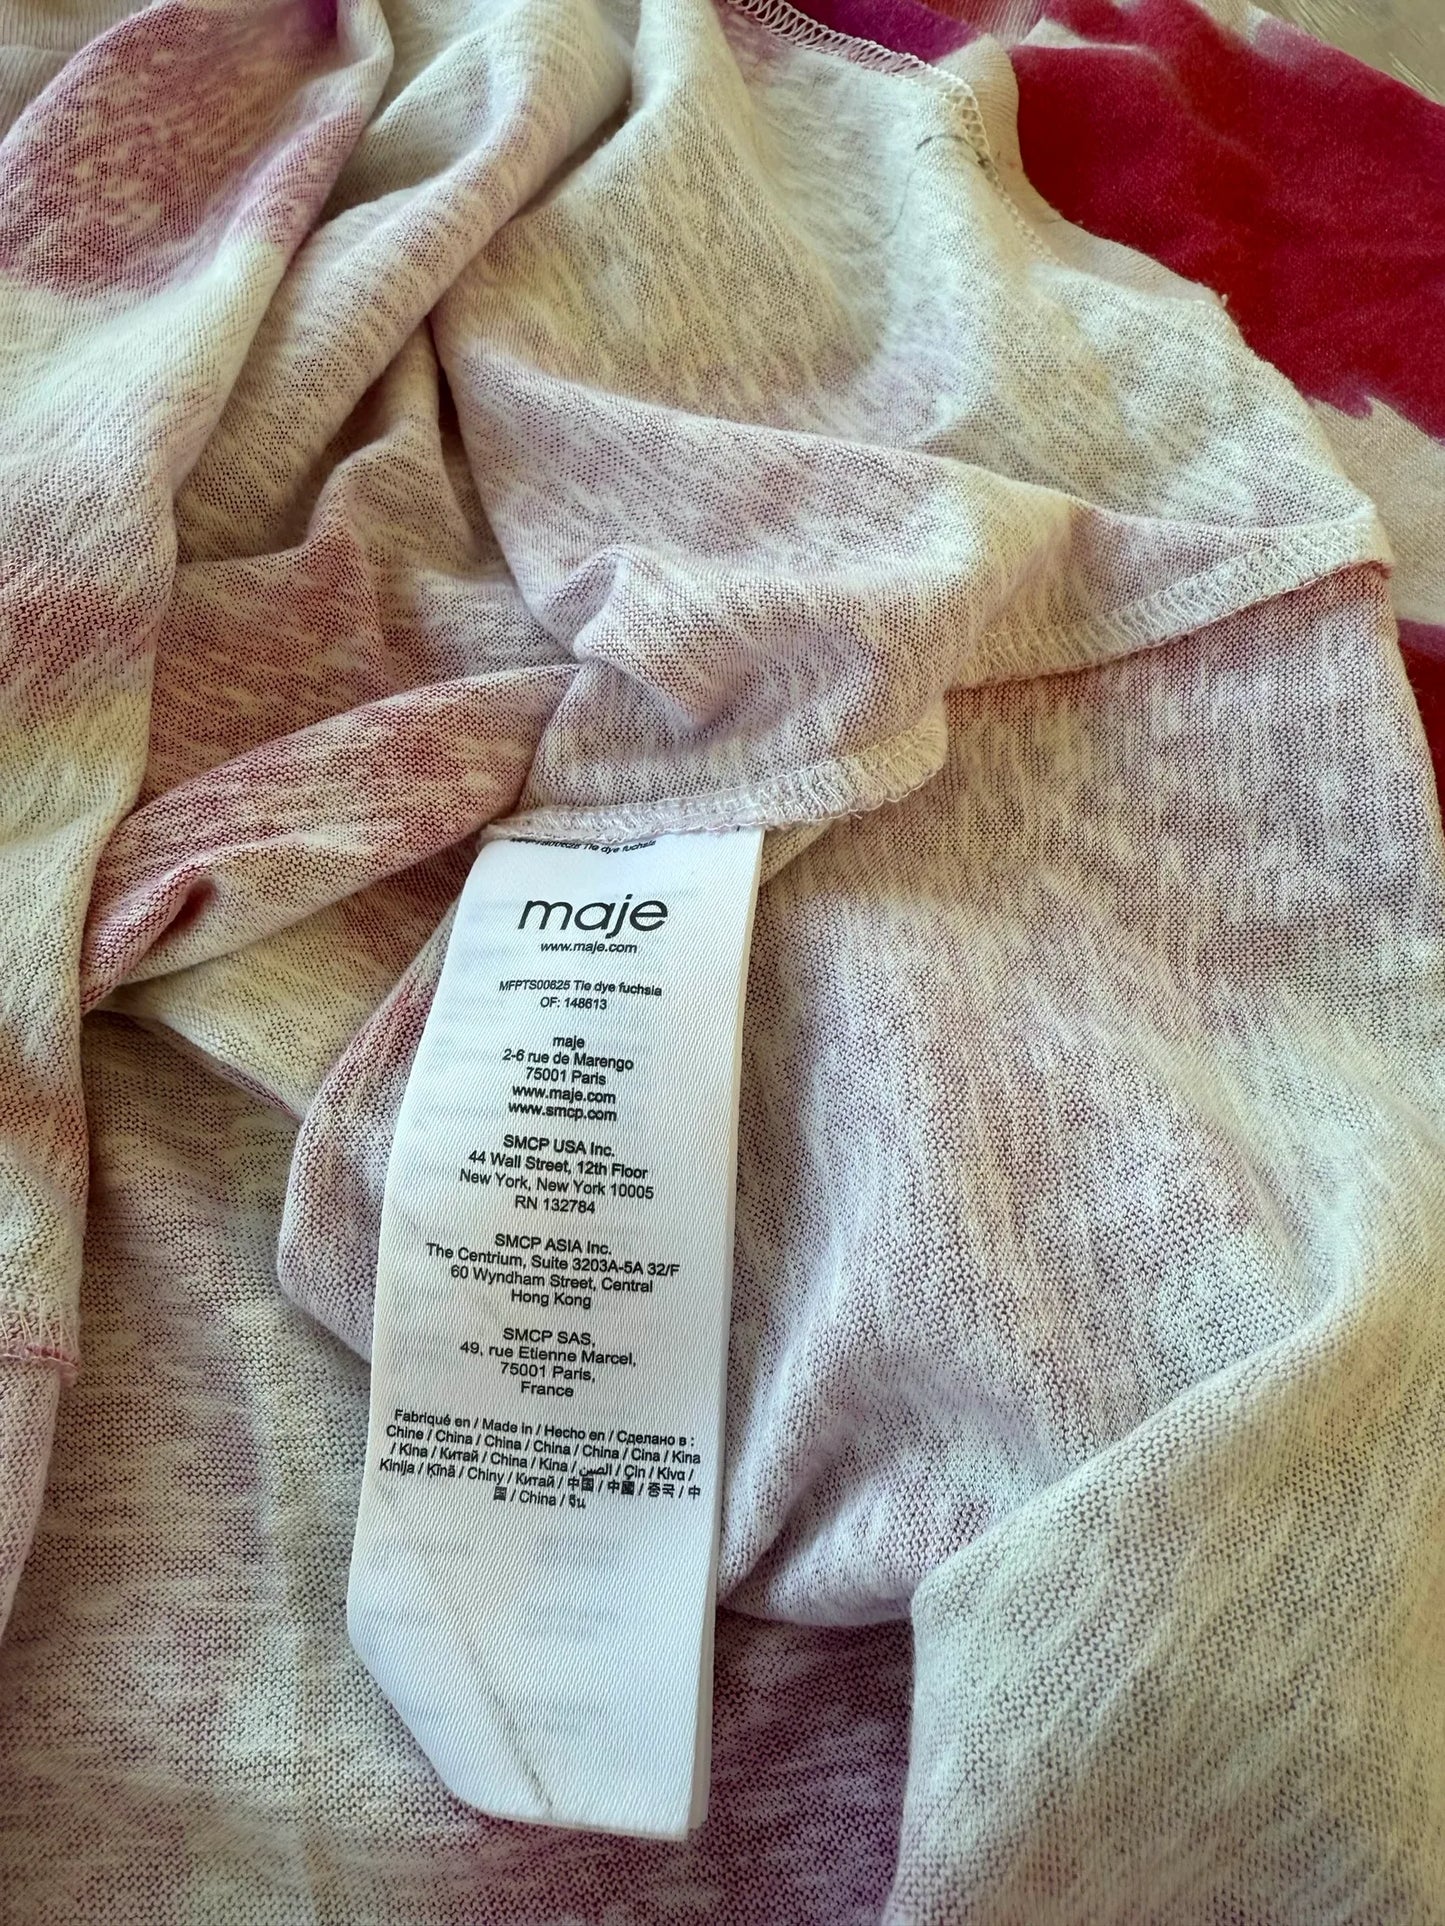 Tie dye fuchsia
maje
www.maje.com
MFPTS00625 Tie dye fuchsia
OF: 148613
maje
2-6 rue de Marengo
75001 Paris
www.maje.com
www.smcp.com
SMCP USA Inc.
44 Wall Street, 12th Floor
New York, New York 10005
RN 132784
SMCP ASIA Inc.
The Centrium, Suite 3203A-5A 32/F
60 Wyndham Street, Central
Hong Kong
SMCP SAS,
49, rue Etienne Marcel,
75001 Paris,
France
Fabriqué en / Made in / Hecho en / Сделано в :
Chine / China / China / China / China / Cina / Kina
/ Kina / Китай / China / Kina / الصين / Çin / Κίνα /
Kinija / Ķīnā / Chiny / Китай / 中国 / 中國 / 중국 / 中
国 / China / จีน